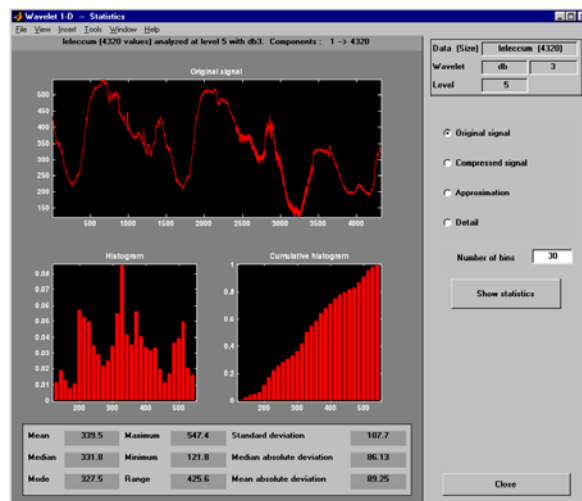 Wavelet 1-D -- Statistics
File View Insert Tools Window Help
leleccum (4320 values) analyzed at level 5 with db3. Components : 1 --> 4320
Data (Size) leleccum (4320)
Wavelet db 3
Level 5
Original signal
550
500
450
400
350
300
250
200
150
500 1000 1500 2000 2500 3000 3500 4000
Original signal
Compressed signal
Approximation
Detail
Number of bins 30
Show statistics
Histogram
0.08
0.07
0.06
0.05
0.04
0.03
0.02
0.01
0
200 300 400 500
Cumulative histogram
1
0.8
0.6
0.4
0.2
0
200 300 400 500
Mean 339.5 Maximum 547.4 Standard deviation 107.7
Median 331.8 Minimum 121.8 Median absolute deviation 86.13
Mode 327.5 Range 425.6 Mean absolute deviation 89.25
Close